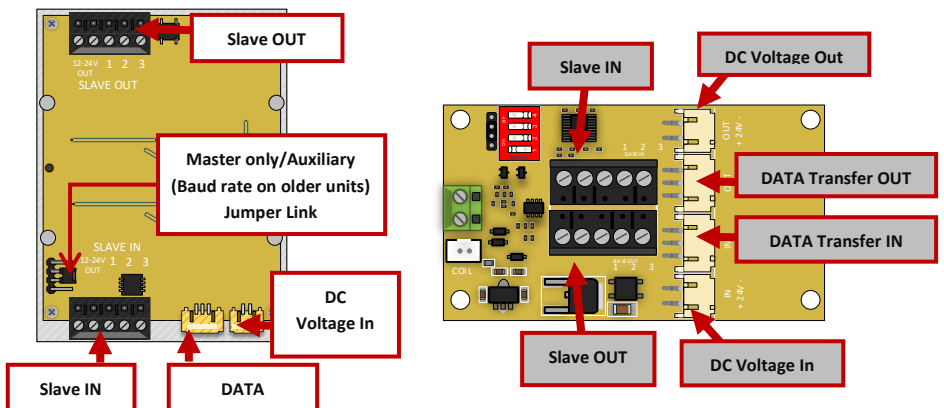 Slave OUT
12-24V
OUT
1 2 3
SLAVE OUT
Master only/Auxiliary
(Baud rate on older units)
Jumper Link
SLAVE IN
12-24V
OUT
1 2 3
DC
Voltage In
Slave IN
DATA
Slave IN
DC Voltage Out
1 2 3
SLAVE IN
OUT
+ 24V -
DATA Transfer OUT
OUT
DATA Transfer IN
IN
COIL
SLAVE OUT
1 2 3
IN
+ 24V -
Slave OUT
DC Voltage In